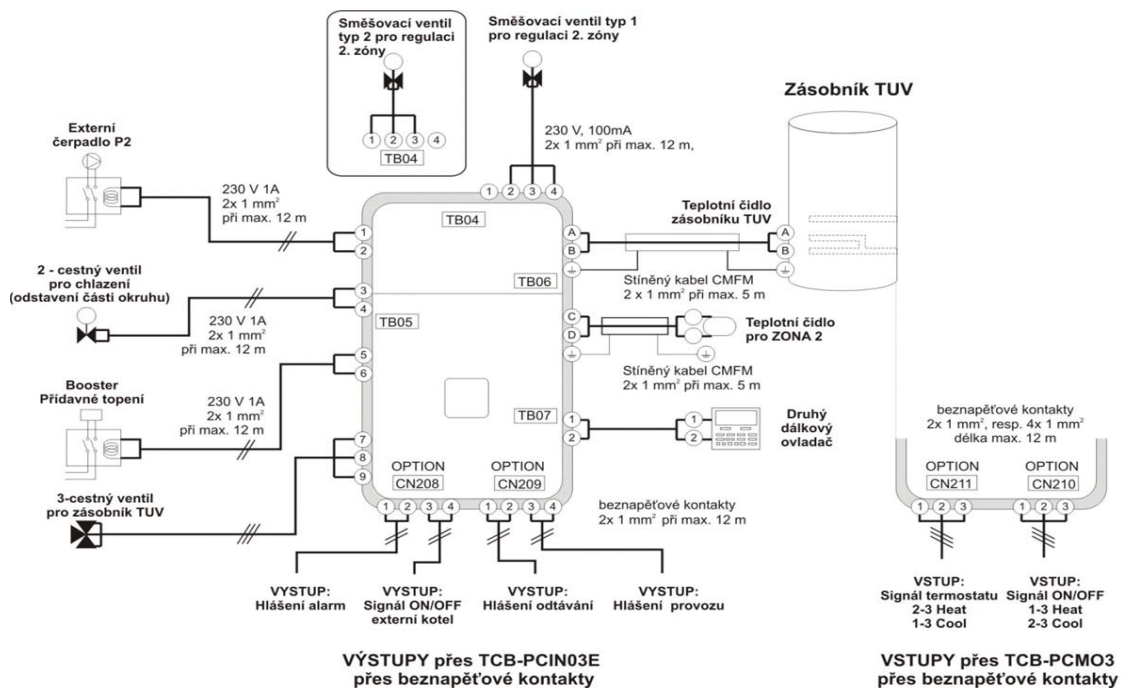 Směšovací ventil
typ 2 pro regulaci
2. zóny
1 2 3 4
TB04
Směšovací ventil typ 1
pro regulaci 2. zóny
230 V, 100mA
2x 1 mm² při max. 12 m,
Zásobník TUV
Externí
čerpadlo P2
230 V 1A
2x 1 mm²
při max. 12 m
1 2 3 4
TB04
1
2
A
B
Teplotní čidlo
zásobníku TUV
A
B
TB06
Stíněný kabel CMFM
2 x 1 mm² při max. 5 m
2 - cestný ventil
pro chlazení
(odstavení části okruhu)
230 V 1A
2x 1 mm²
při max. 12 m
3
4
TB05
C
D
Teplotní čidlo
pro ZONA 2
Stíněný kabel CMFM
2x 1 mm² při max. 5 m
5
6
Booster
Přídavné topení
230 V 1A
2x 1 mm²
při max. 12 m
TB07
1
2
1
2
Druhý
dálkový
ovladač
7
8
9
3-cestný ventil
pro zásobník TUV
OPTION
CN208
OPTION
CN209
1 2 3 4 1 2 3 4
beznapěťové kontakty
2x 1 mm² při max. 12 m
VYSTUP:
Hlášení alarm
VYSTUP:
Signál ON/OFF
externí kotel
VYSTUP:
Hlášení odtávání
VYSTUP:
Hlášení provozu
VÝSTUPY přes TCB-PCIN03E
přes beznapěťové kontakty
beznapěťové kontakty
2x 1 mm², resp. 4x 1 mm²
délka max. 12 m
OPTION
CN211
OPTION
CN210
1 2 3 1 2 3
VSTUP:
Signál termostatu
2-3 Heat
1-3 Cool
VSTUP:
Signál ON/OFF
1-3 Heat
2-3 Cool
VSTUPY přes TCB-PCMO3
přes beznapěťové kontakty